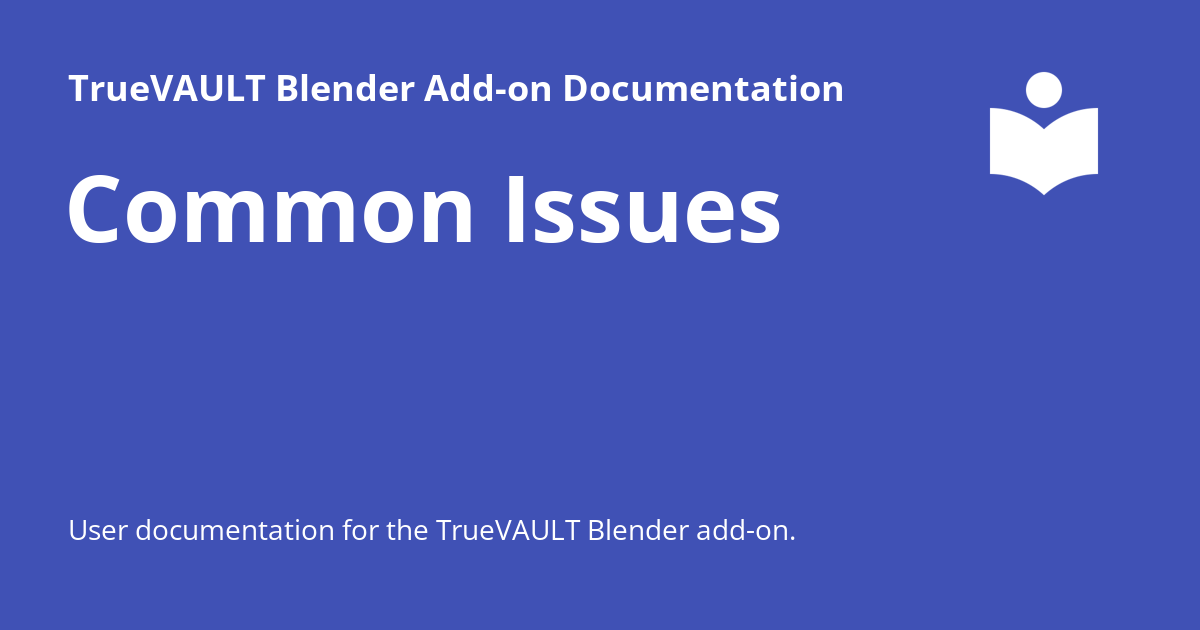 TrueVAULT Blender Add-on Documentation
Common Issues
User documentation for the TrueVAULT Blender add-on.